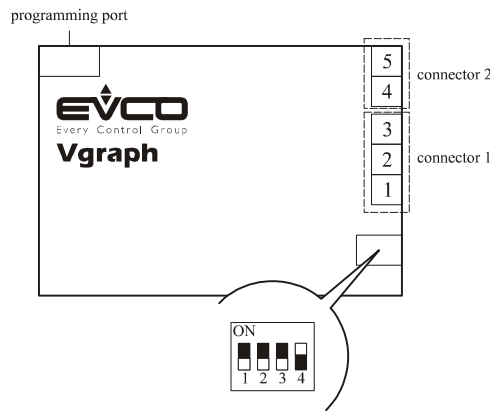 programming port
5
connector 2
4
EVCO
Every Control Group
Vgraph
3
2
connector 1
1
ON
1 2 3 4